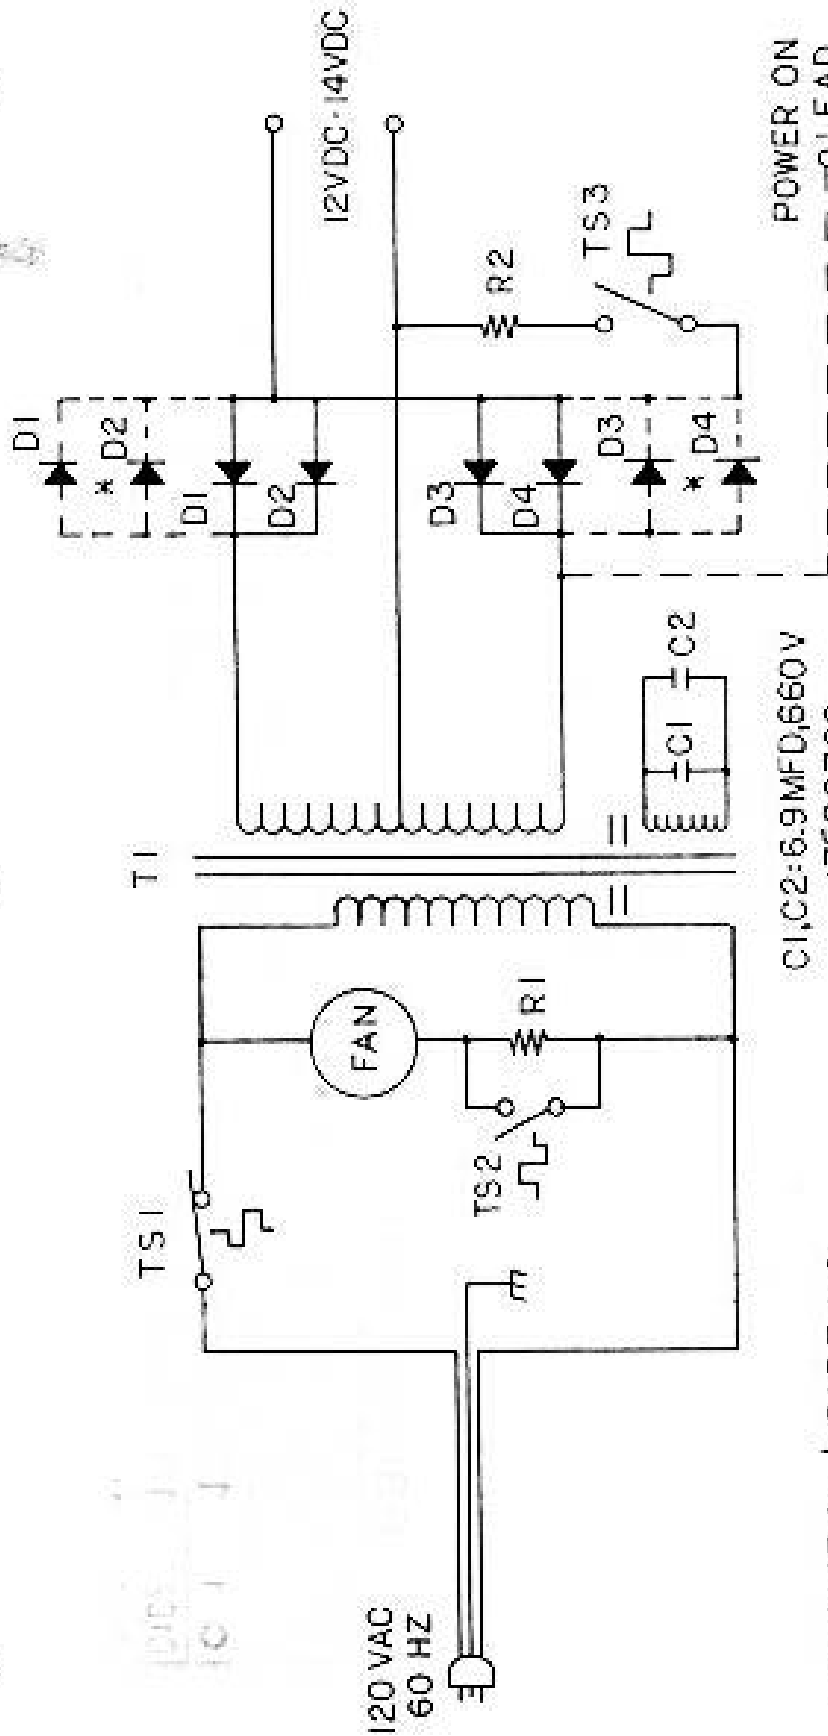 120 VAC
60 HZ
TS1
FAN
TS2
R1
T1
C1
C2
C1,C2:6.9MFD,660V
D1
D2
*
D1
D2
D3
D4
D3
*
D4
R2
TS3
12VDC-14VDC
POWER ON